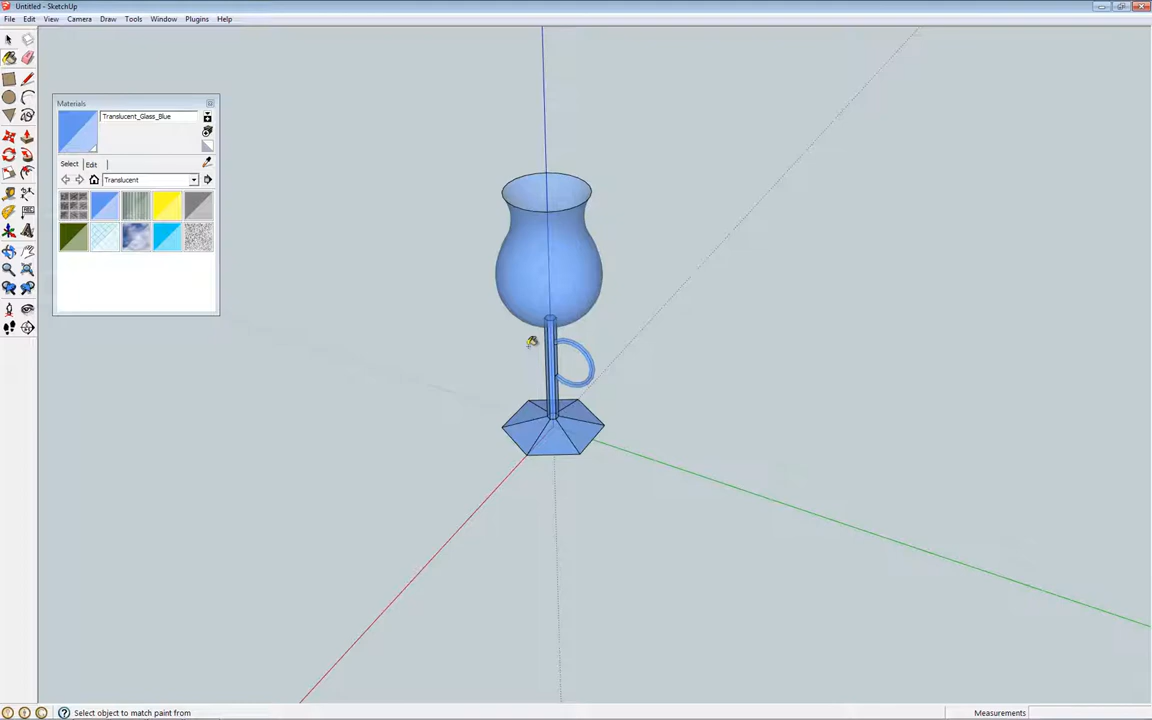 Untitled - SketchUp
File Edit View Camera Draw Tools Window Plugins Help
Materials
Translucent_Glass_Blue
Select Edit
Translucent
Select object to match paint from
Measurements